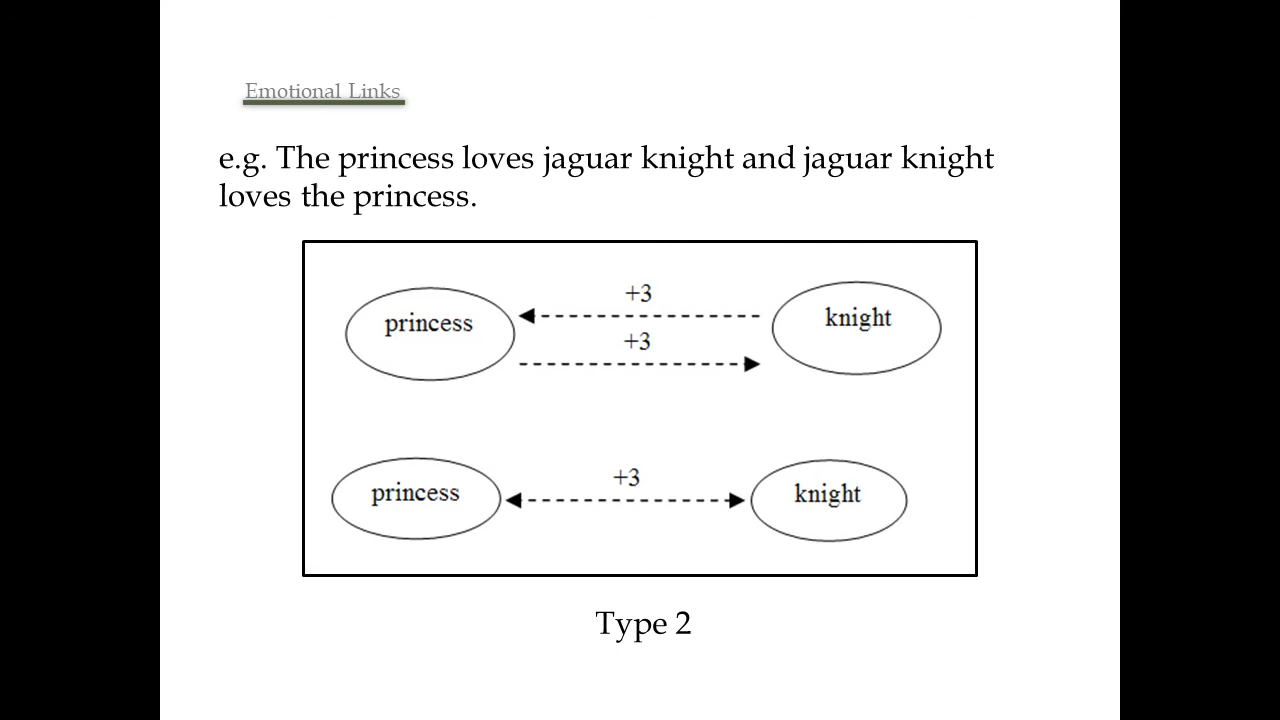 Emotional Links
e.g. The princess loves jaguar knight and jaguar knight
loves the princess.
+3
princess
knight
+3
+3
princess
knight
Type 2